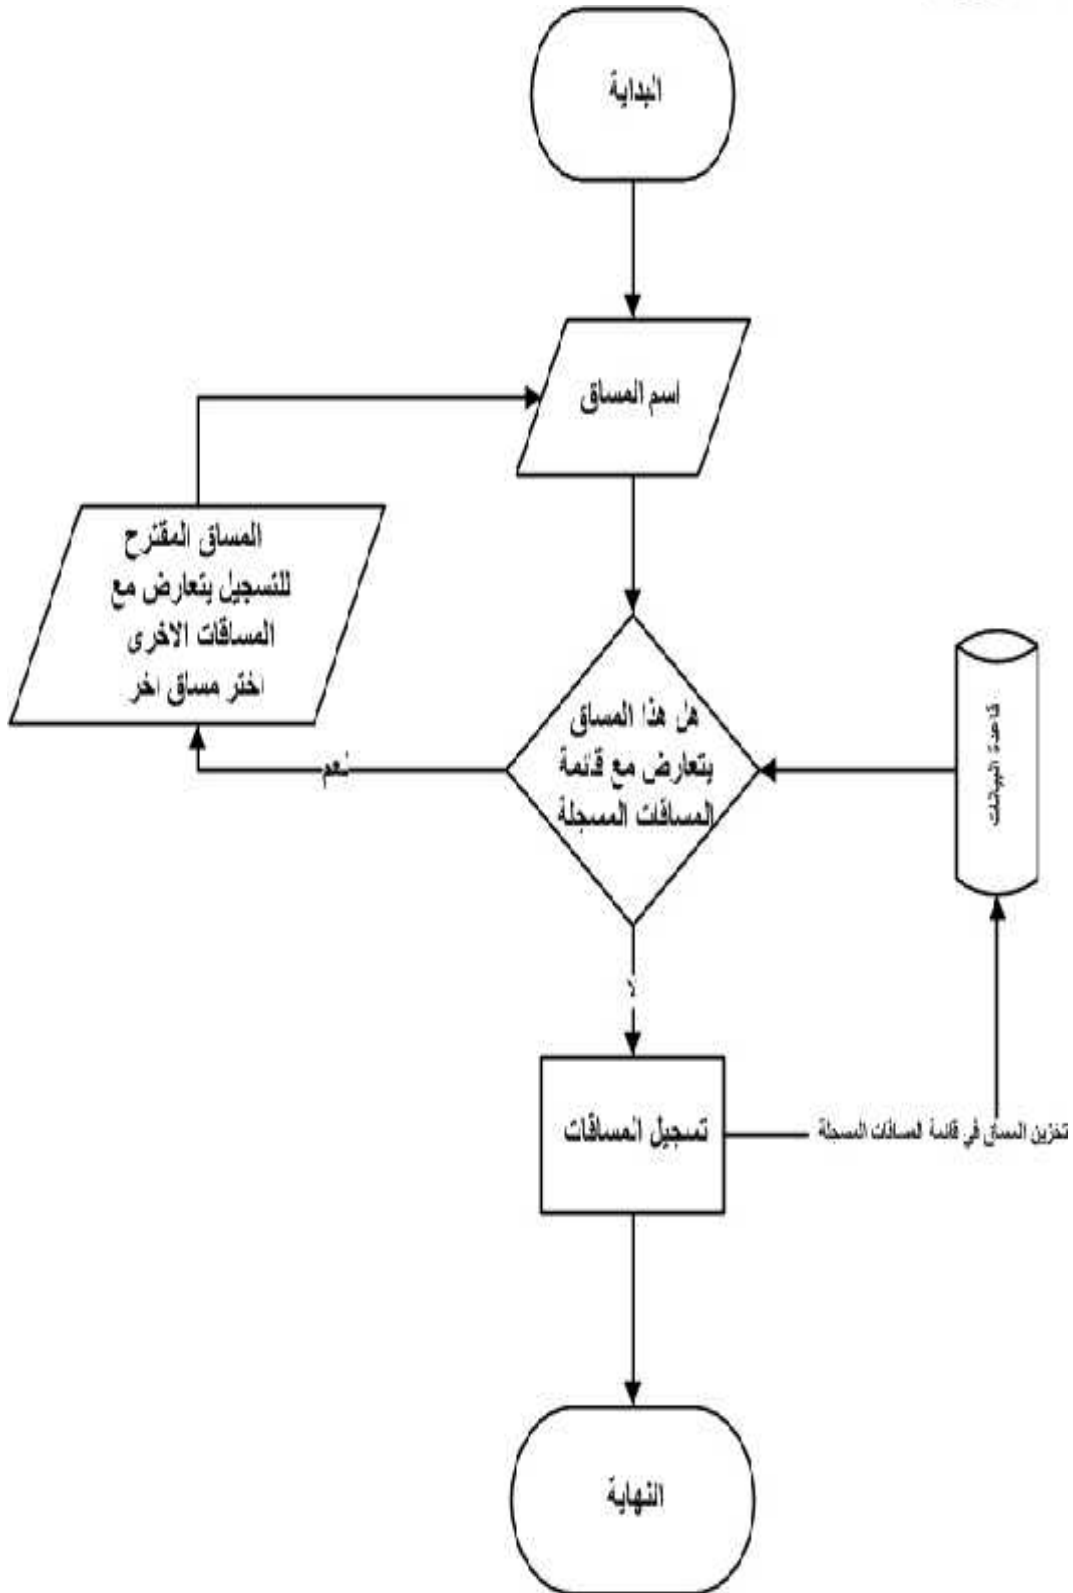 البداية
اسم المساق
المساق المقترح
للتسجيل يتعارض مع
المساقات الاخرى
اختر مساق اخر
هل هذا المساق
يتعارض مع قائمة
المساقات المسجلة
قاعدة البيانات
نعم
لا
تسجيل المساقات
تخزين المساق في قائمة المساقات المسجلة
النهاية